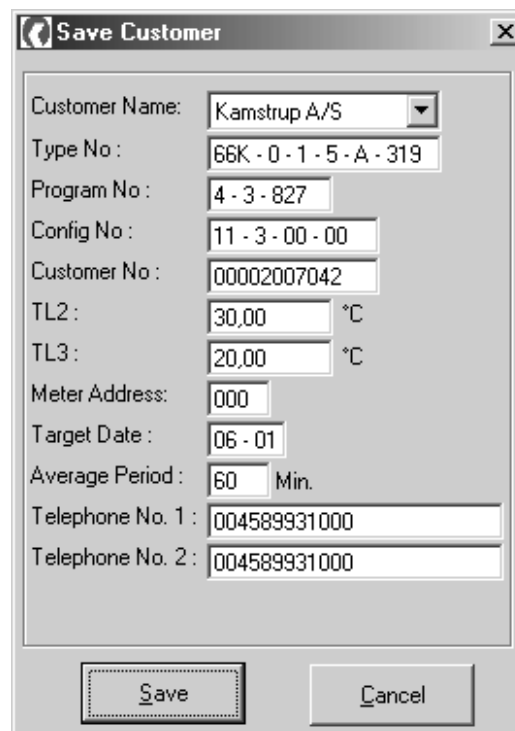 Save Customer
Customer Name: Kamstrup A/S
Type No : 66K - 0 - 1 - 5 - A - 319
Program No : 4 - 3 - 827
Config No : 11 - 3 - 00 - 00
Customer No : 00002007042
TL2 : 30,00 °C
TL3 : 20,00 °C
Meter Address: 000
Target Date : 06 - 01
Average Period : 60 Min.
Telephone No. 1 : 004589931000
Telephone No. 2 : 004589931000
Save Cancel